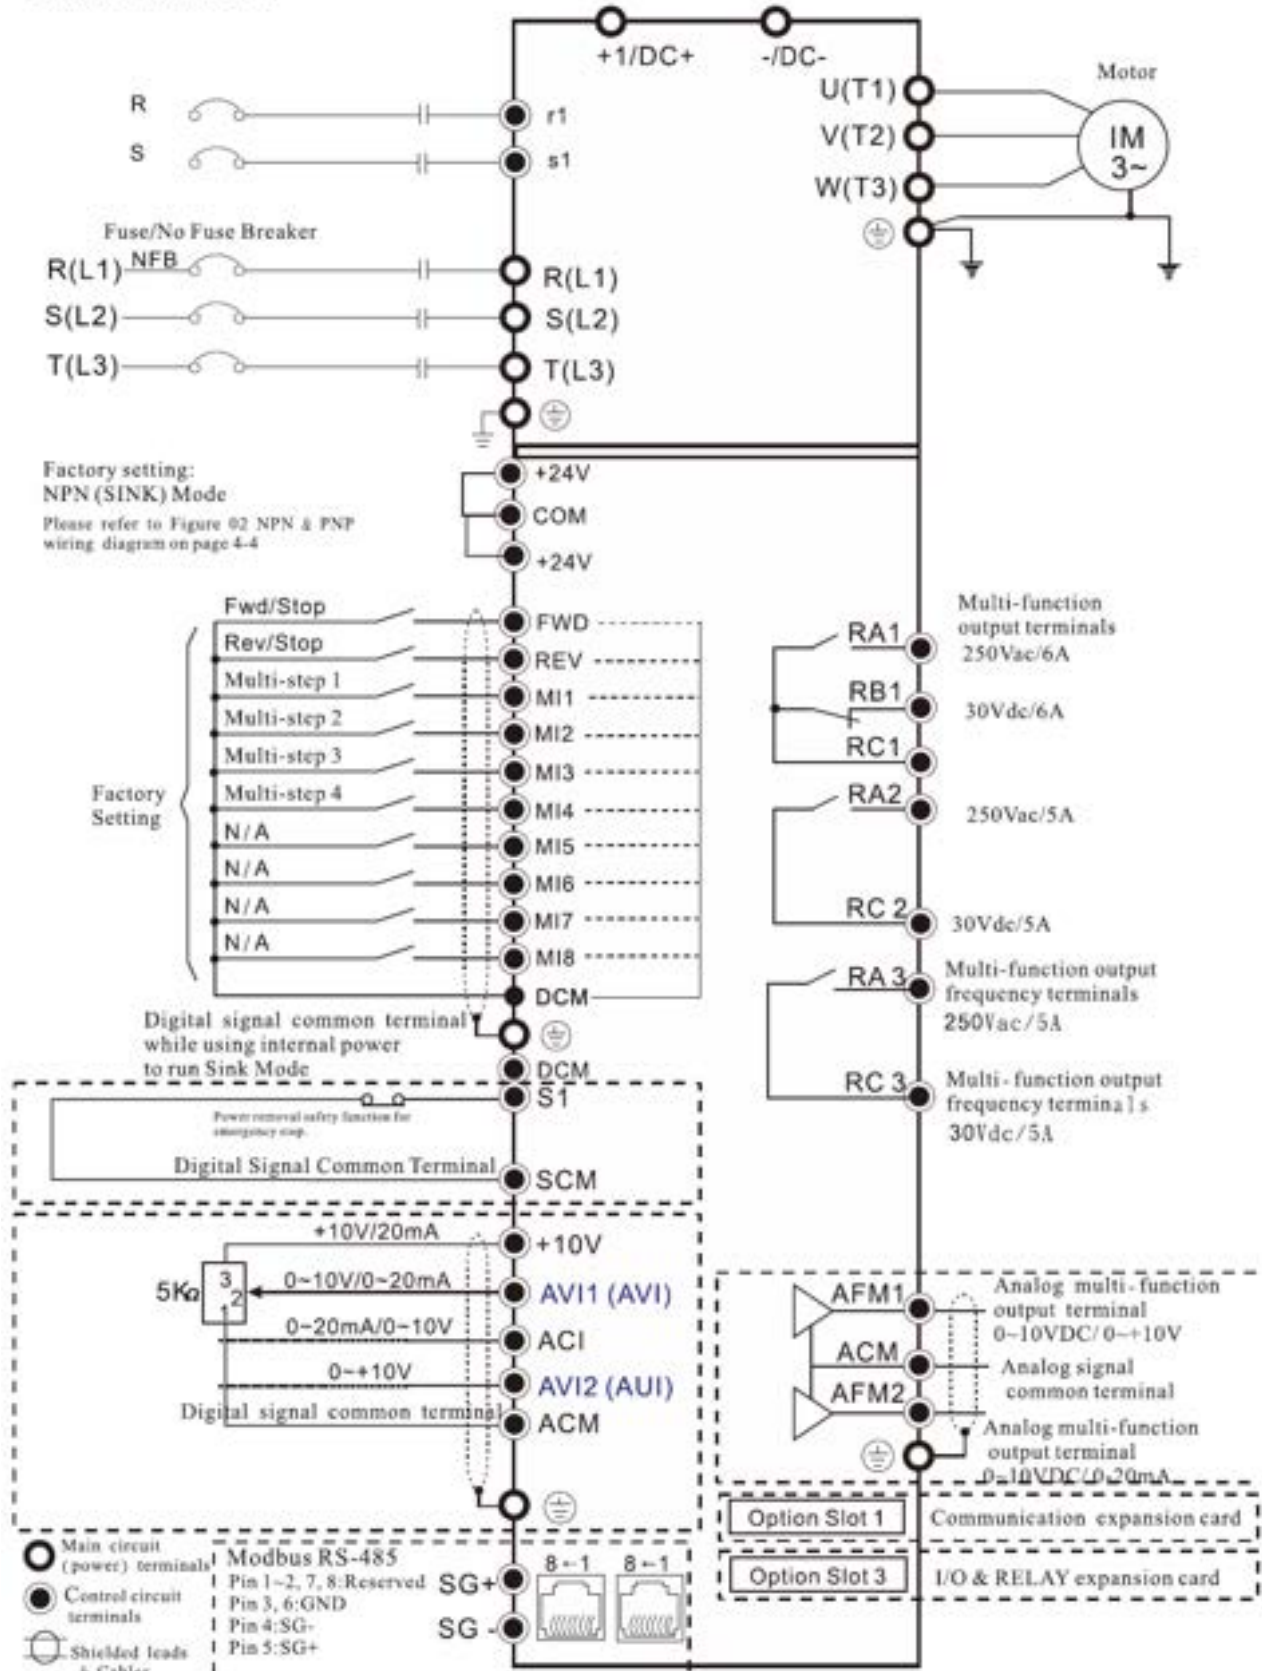 +1/DC+ -/DC-
R r1
S s1
U(T1)
V(T2)
W(T3)
Motor
IM
3~
Fuse/No Fuse Breaker
R(L1) NFB R(L1)
S(L2) S(L2)
T(L3) T(L3)
Factory setting:
NPN (SINK) Mode
Please refer to Figure 02 NPN & PNP
wiring diagram on page 4-4
+24V
COM
+24V
Fwd/Stop FWD
Rev/Stop REV
Multi-step 1 MI1
Multi-step 2 MI2
Multi-step 3 MI3
Multi-step 4 MI4
N/A MI5
N/A MI6
N/A MI7
N/A MI8
Factory
Setting
DCM
Digital signal common terminal
while using internal power
to run Sink Mode
DCM
S1
Power removal safety function for
emergency stop.
Digital Signal Common Terminal
SCM
+10V/20mA +10V
5KΩ
3
2
1
0~10V/0~20mA AVI1 (AVI)
0~20mA/0~10V ACI
0~+10V AVI2 (AUI)
Digital signal common terminal ACM
RA1
Multi-function
output terminals
250Vac/6A
RB1
30Vdc/6A
RC1
RA2
250Vac/5A
RC 2
30Vdc/5A
RA 3
Multi-function output
frequency terminals
250Vac/5A
RC 3
Multi-function output
frequency terminals
30Vdc/5A
AFM1
Analog multi-function
output terminal
0~10VDC/ 0~+10V
ACM
Analog signal
common terminal
AFM2
Analog multi-function
output terminal
0~10VDC/ 0~20mA
Option Slot 1 Communication expansion card
Option Slot 3 I/O & RELAY expansion card
Main circuit
(power) terminals
Control circuit
terminals
Shielded leads
& Cables
Modbus RS-485
Pin 1~2, 7, 8:Reserved
Pin 3, 6:GND
Pin 4:SG-
Pin 5:SG+
SG+
SG -
8←1 8←1